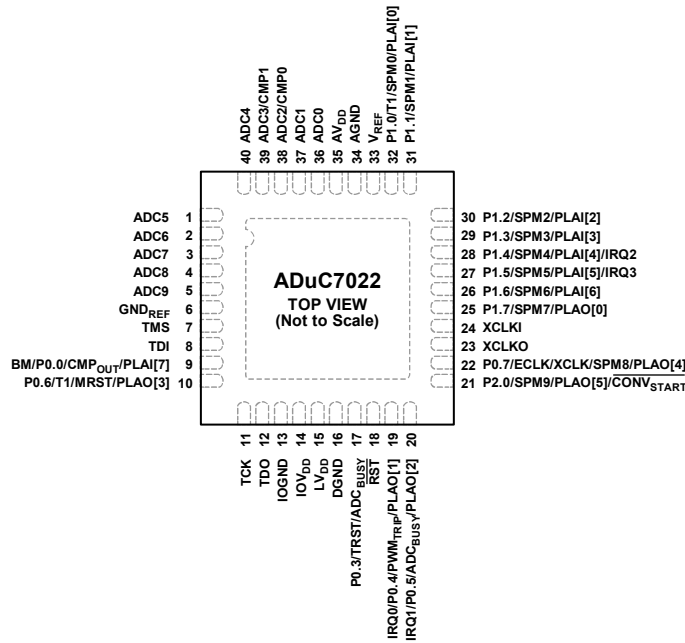 40 ADC4
39 ADC3/CMP1
38 ADC2/CMP0
37 ADC1
36 ADC0
35 AVDD
34 AGND
33 VREF
32 P1.0/T1/SPM0/PLAI[0]
31 P1.1/SPM1/PLAI[1]
ADC5 1
ADC6 2
ADC7 3
ADC8 4
ADC9 5
GNDREF 6
TMS 7
TDI 8
BM/P0.0/CMPOUT/PLAI[7] 9
P0.6/T1/MRST/PLAO[3] 10
ADuC7022
TOP VIEW
(Not to Scale)
30 P1.2/SPM2/PLAI[2]
29 P1.3/SPM3/PLAI[3]
28 P1.4/SPM4/PLAI[4]/IRQ2
27 P1.5/SPM5/PLAI[5]/IRQ3
26 P1.6/SPM6/PLAI[6]
25 P1.7/SPM7/PLAO[0]
24 XCLKI
23 XCLKO
22 P0.7/ECLK/XCLK/SPM8/PLAO[4]
21 P2.0/SPM9/PLAO[5]/CONVSTART
TCK 11
TDO 12
IOGND 13
IOVDD 14
LVDD 15
DGND 16
P0.3/TRST/ADCBUSY 17
RST 18
IRQ0/P0.4/PWMTRIP/PLAO[1] 19
IRQ1/P0.5/ADCBUSY/PLAO[2] 20